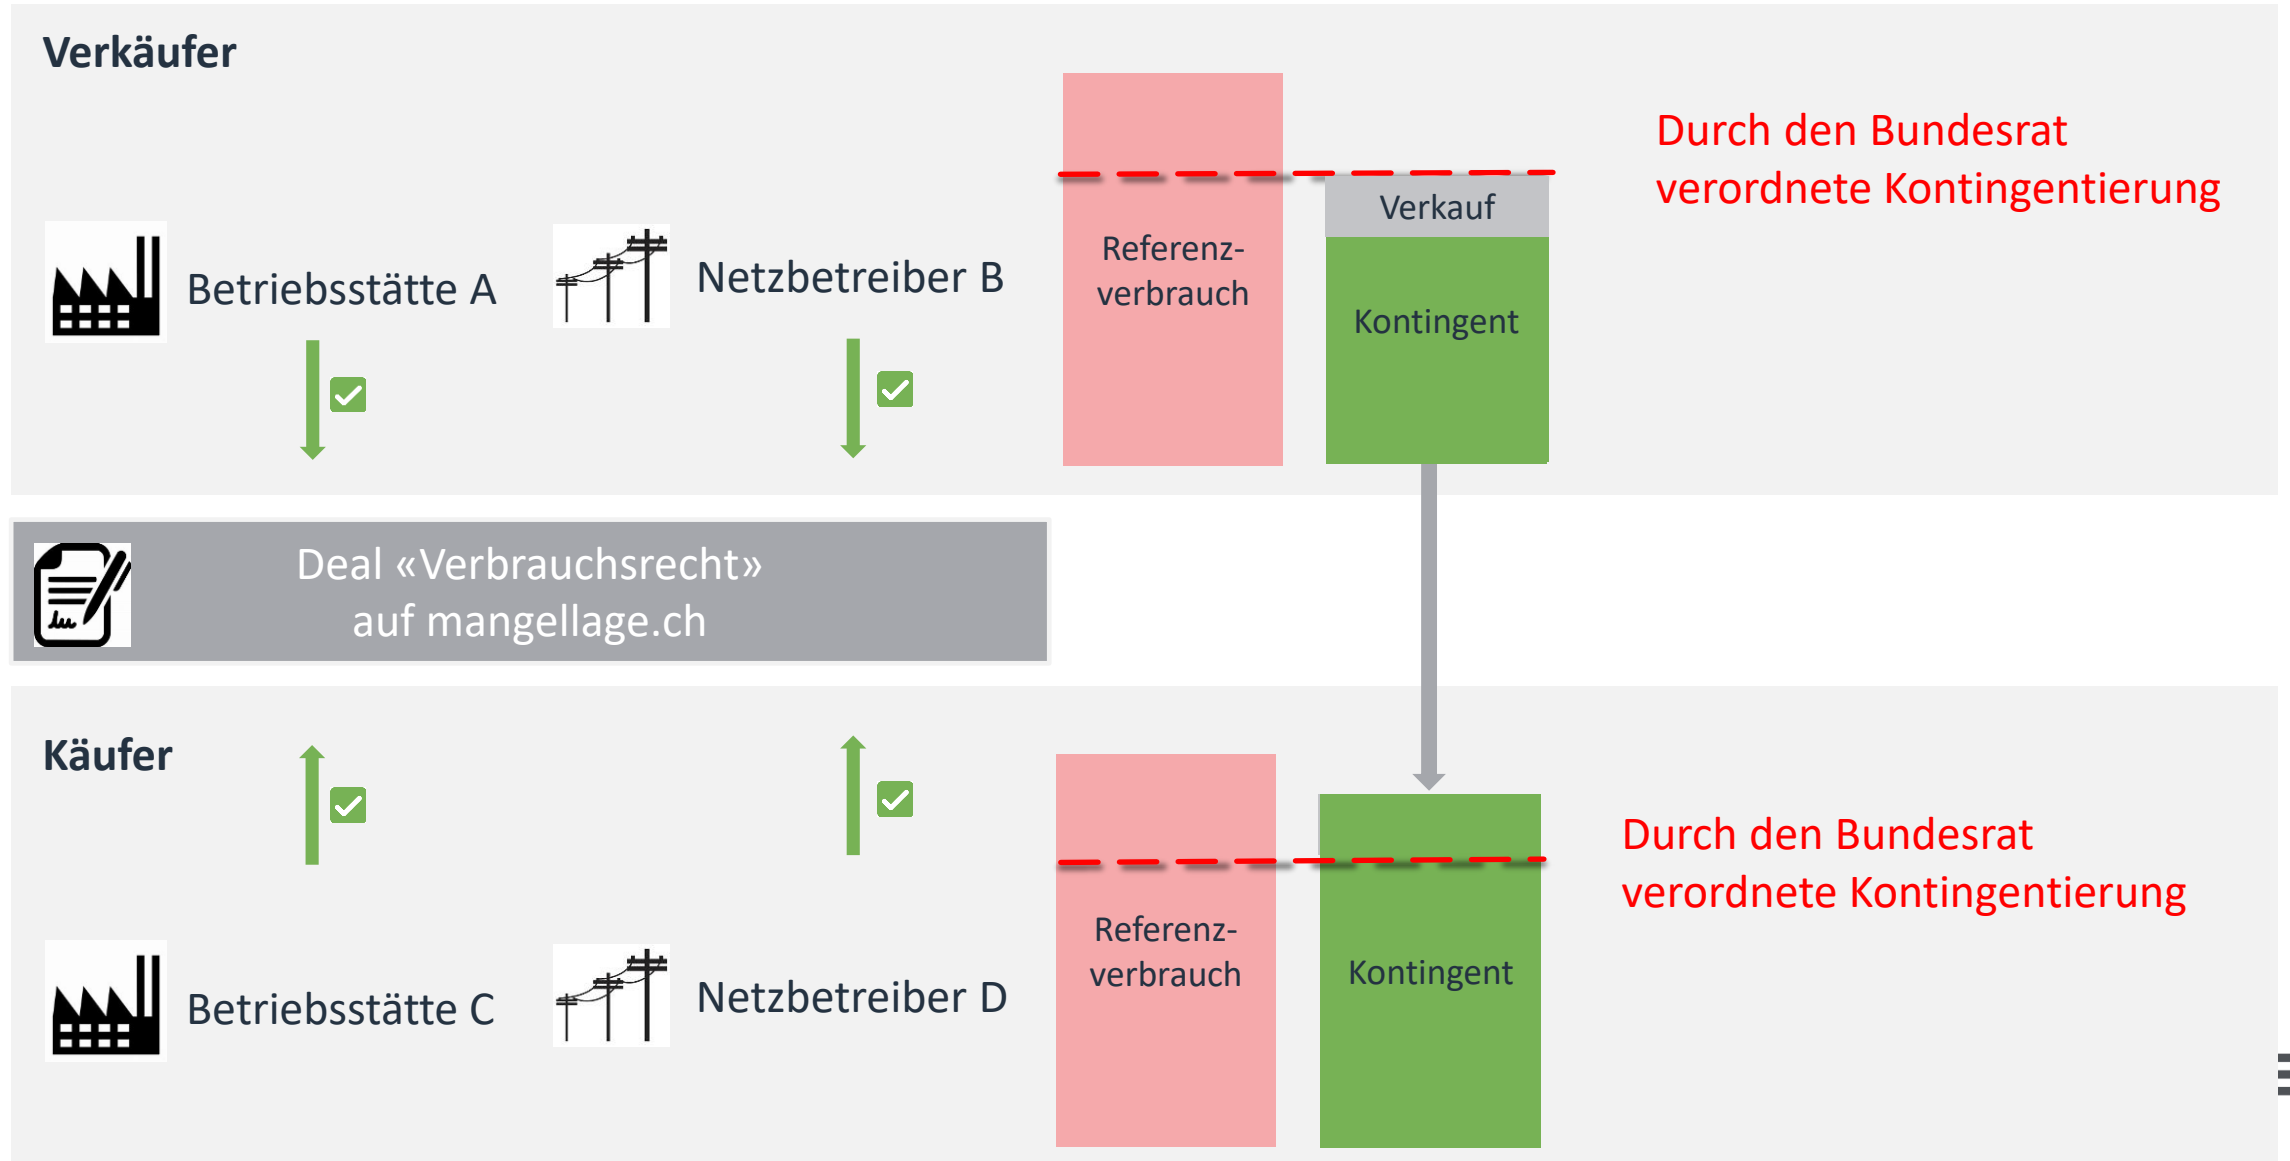 Verkäufer
Durch den Bundesrat
verordnete Kontingentierung
Verkauf
Referenz-
verbrauch
Kontingent
Betriebsstätte A
Netzbetreiber B
Deal «Verbrauchsrecht»
auf mangellage.ch
Käufer
Durch den Bundesrat
verordnete Kontingentierung
Referenz-
verbrauch
Kontingent
Betriebsstätte C
Netzbetreiber D